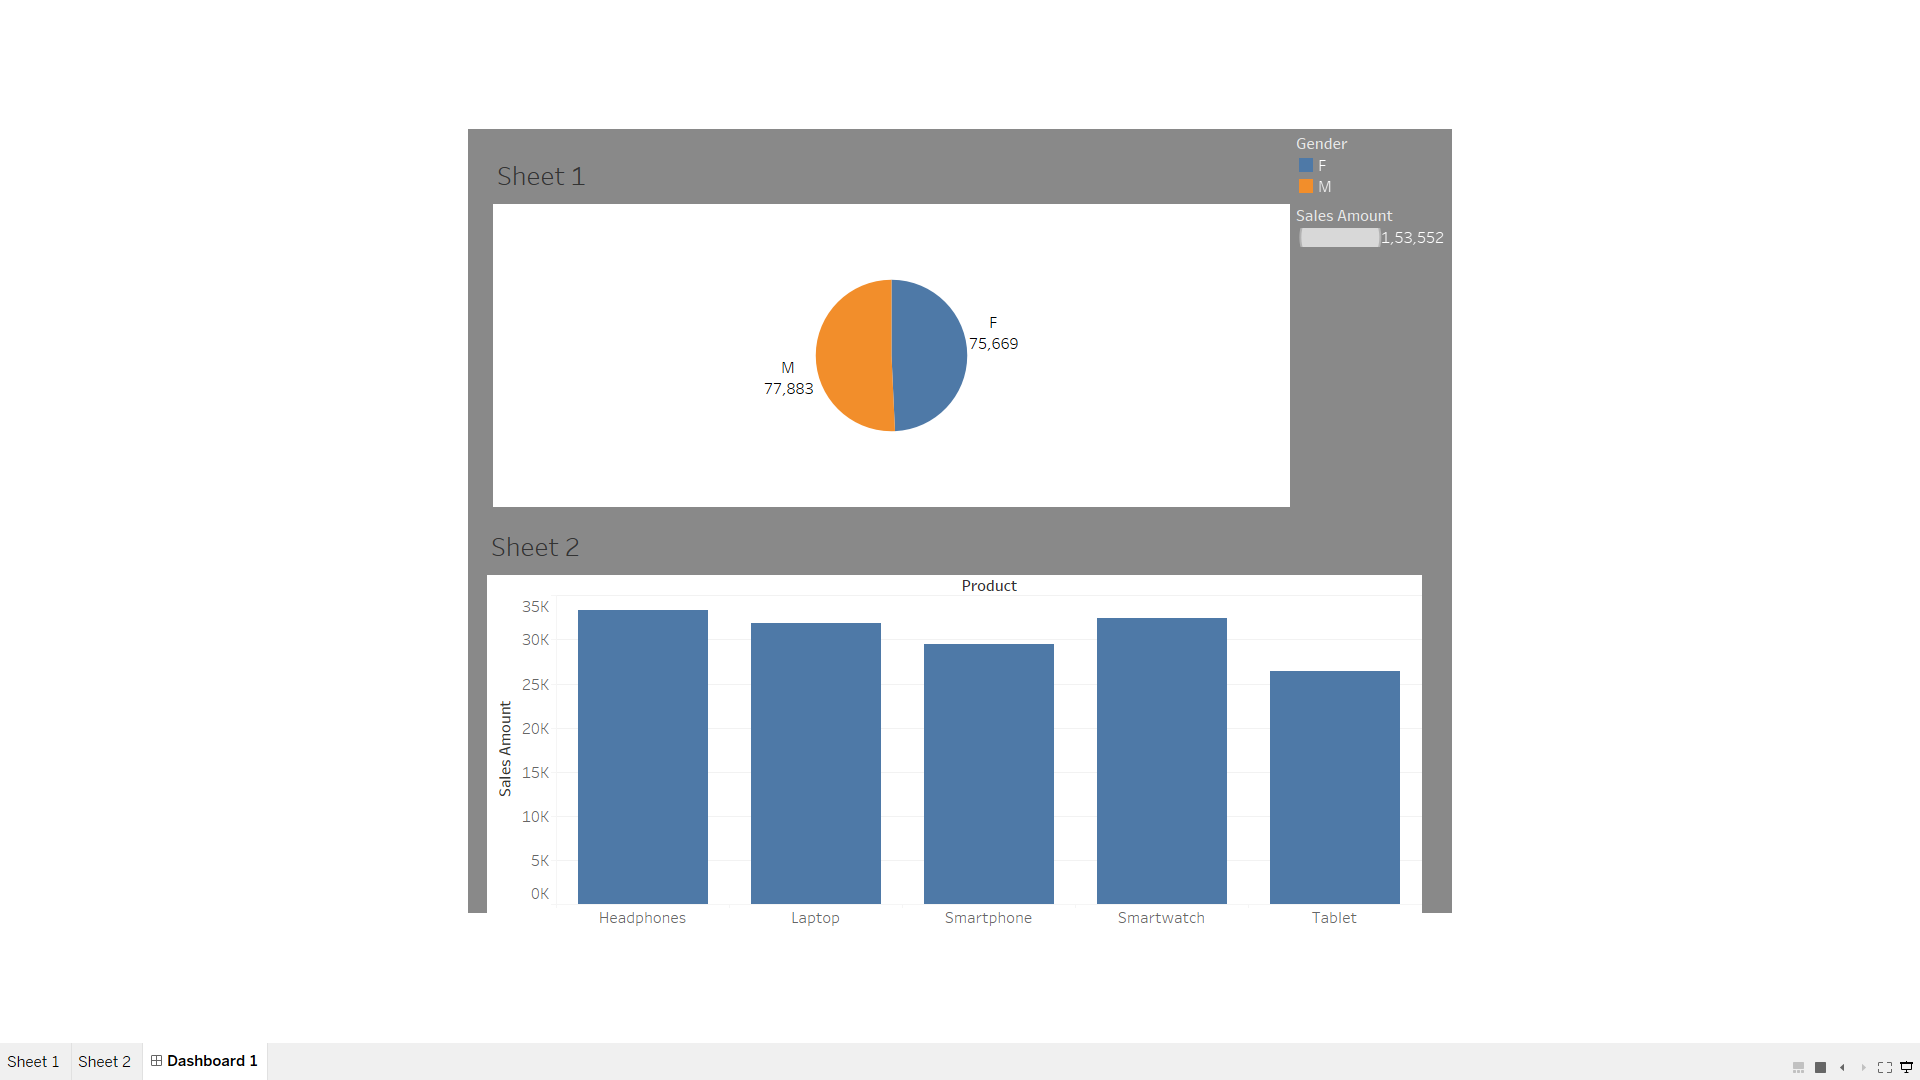 Sheet 1
Gender
F
M
Sales Amount
1,53,552
F
75,669
M
77,883
Sheet 2
Product
35K
30K
25K
20K
15K
10K
5K
0K
Sales Amount
Headphones Laptop Smartphone Smartwatch Tablet
Sheet 1 Sheet 2 Dashboard 1